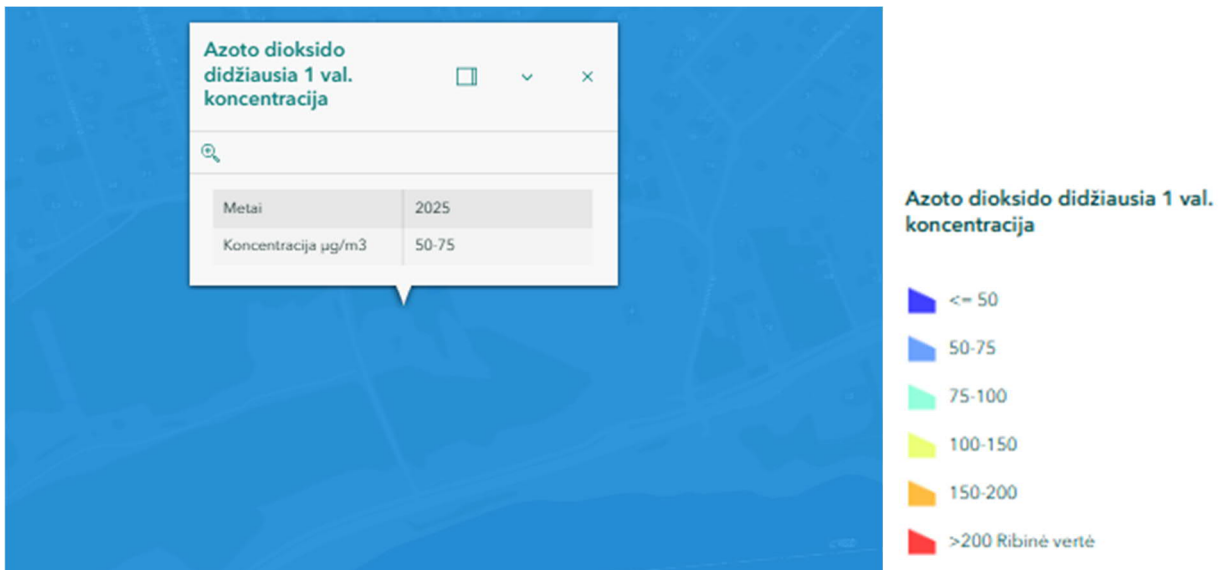 Azoto dioksido
didžiausia 1 val.
koncentracija
Metai 2025
Koncentracija µg/m3 50-75
Azoto dioksido didžiausia 1 val.
koncentracija
<= 50
50-75
75-100
100-150
150-200
>200 Ribinė vertė